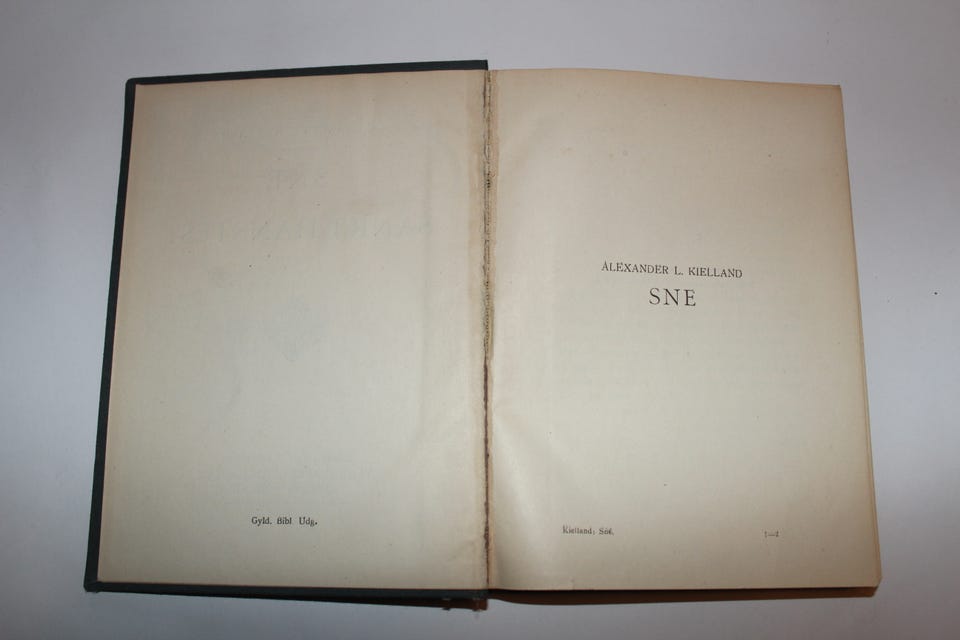 Gyld. Bibl Udg.
ALEXANDER L. KIELLAND
SNE
Kielland: Sne.